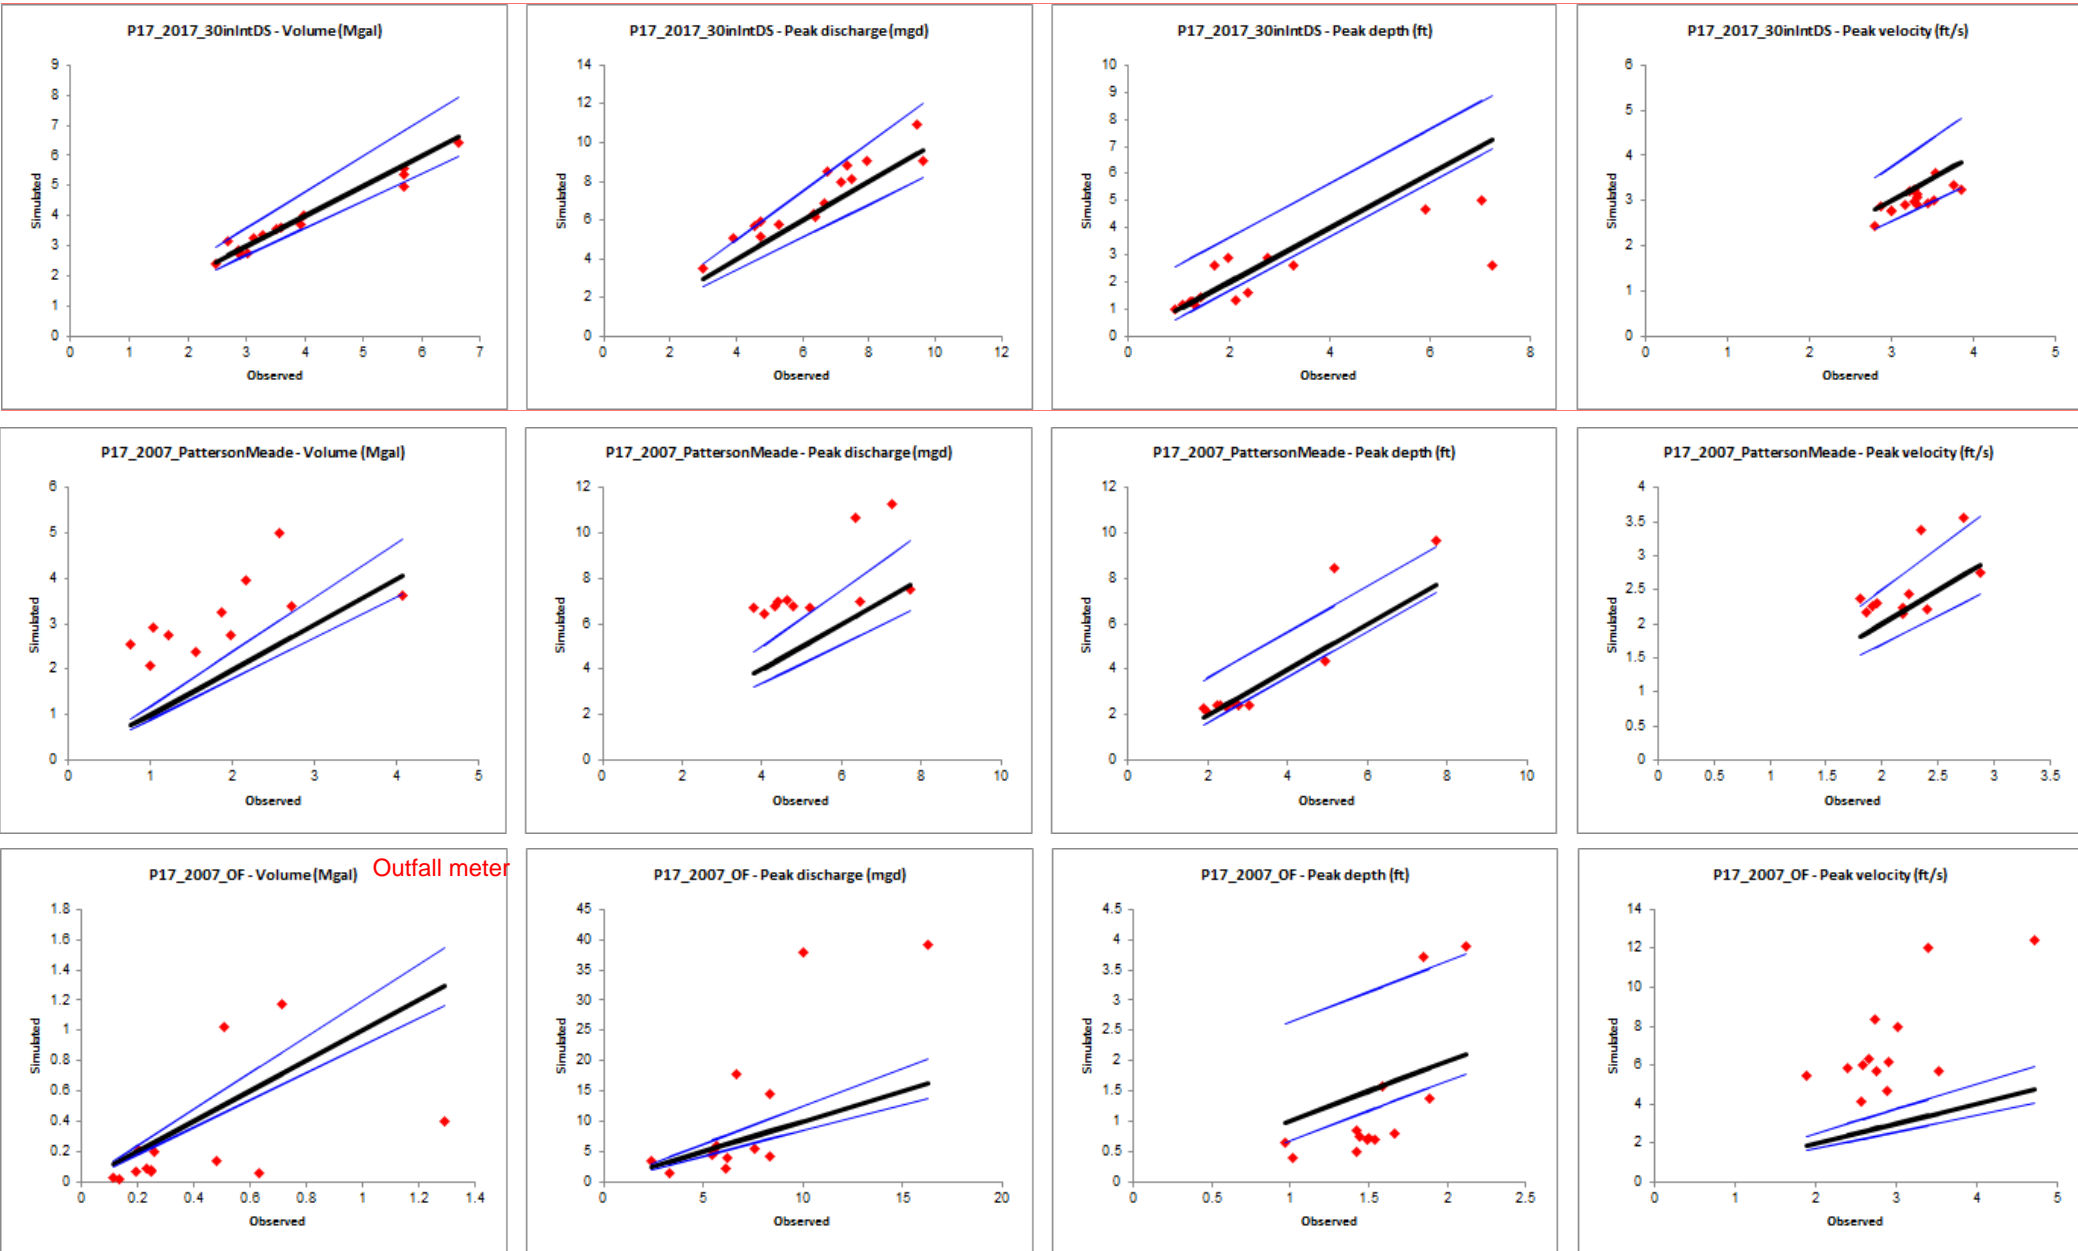 P17_2017_30inIntDS - Volume (Mgal)
Simulated
9
8
7
6
5
4
3
2
1
0
0 1 2 3 4 5 6 7
Observed
P17_2017_30inIntDS - Peak discharge (mgd)
Simulated
14
12
10
8
6
4
2
0
0 2 4 6 8 10 12
Observed
P17_2017_30inIntDS - Peak depth (ft)
Simulated
10
9
8
7
6
5
4
3
2
1
0
0 2 4 6 8
Observed
P17_2017_30inIntDS - Peak velocity (ft/s)
Simulated
6
5
4
3
2
1
0
0 1 2 3 4 5
Observed
P17_2007_PattersonMeade - Volume (Mgal)
Simulated
6
5
4
3
2
1
0
0 1 2 3 4 5
Observed
P17_2007_PattersonMeade - Peak discharge (mgd)
Simulated
12
10
8
6
4
2
0
0 2 4 6 8 10
Observed
P17_2007_PattersonMeade - Peak depth (ft)
Simulated
12
10
8
6
4
2
0
0 2 4 6 8 10
Observed
P17_2007_PattersonMeade - Peak velocity (ft/s)
Simulated
4
3.5
3
2.5
2
1.5
1
0.5
0
0 0.5 1 1.5 2 2.5 3 3.5
Observed
P17_2007_OF - Volume (Mgal)
Outfall meter
Simulated
1.8
1.6
1.4
1.2
1
0.8
0.6
0.4
0.2
0
0 0.2 0.4 0.6 0.8 1 1.2 1.4
Observed
P17_2007_OF - Peak discharge (mgd)
Simulated
45
40
35
30
25
20
15
10
5
0
0 5 10 15 20
Observed
P17_2007_OF - Peak depth (ft)
Simulated
4.5
4
3.5
3
2.5
2
1.5
1
0.5
0
0 0.5 1 1.5 2 2.5
Observed
P17_2007_OF - Peak velocity (ft/s)
Simulated
14
12
10
8
6
4
2
0
0 1 2 3 4 5
Observed